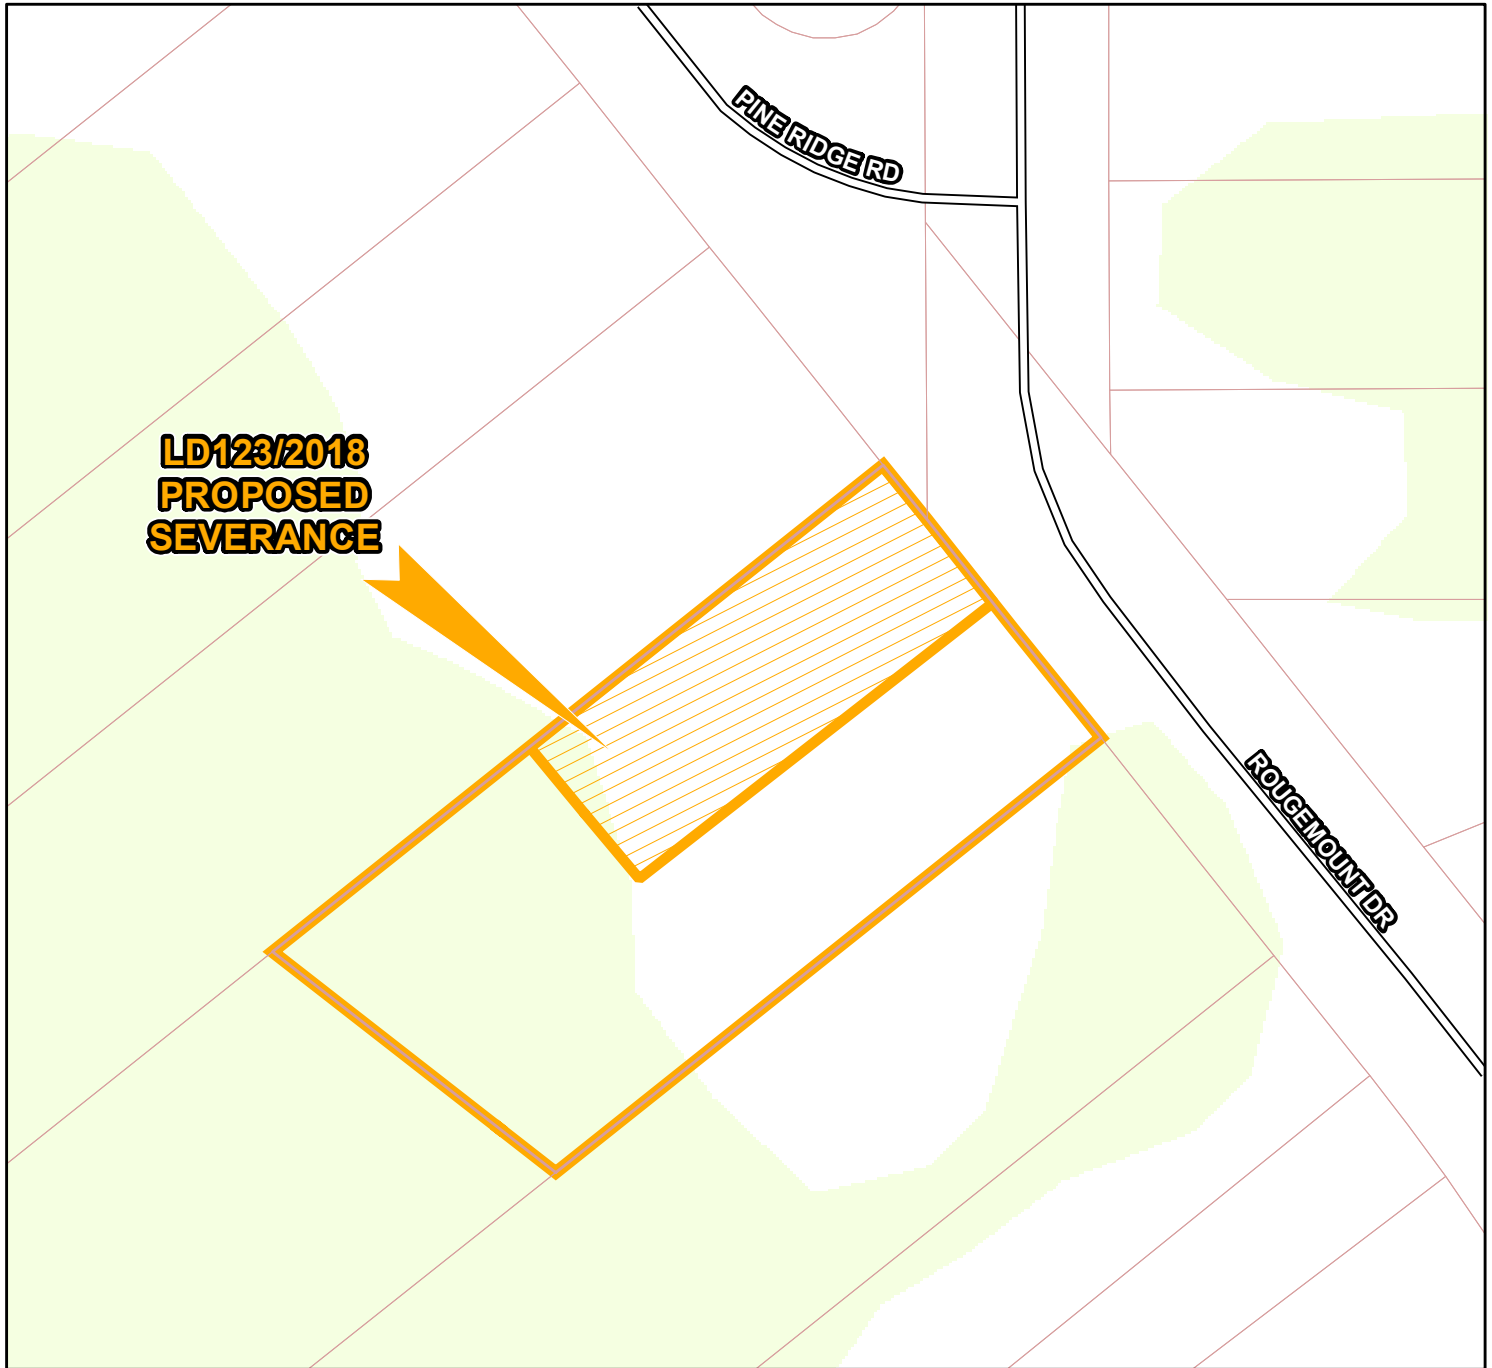 PINE RIDGE RD
LD123/2018
PROPOSED
SEVERANCE
ROUGEMOUNT DR